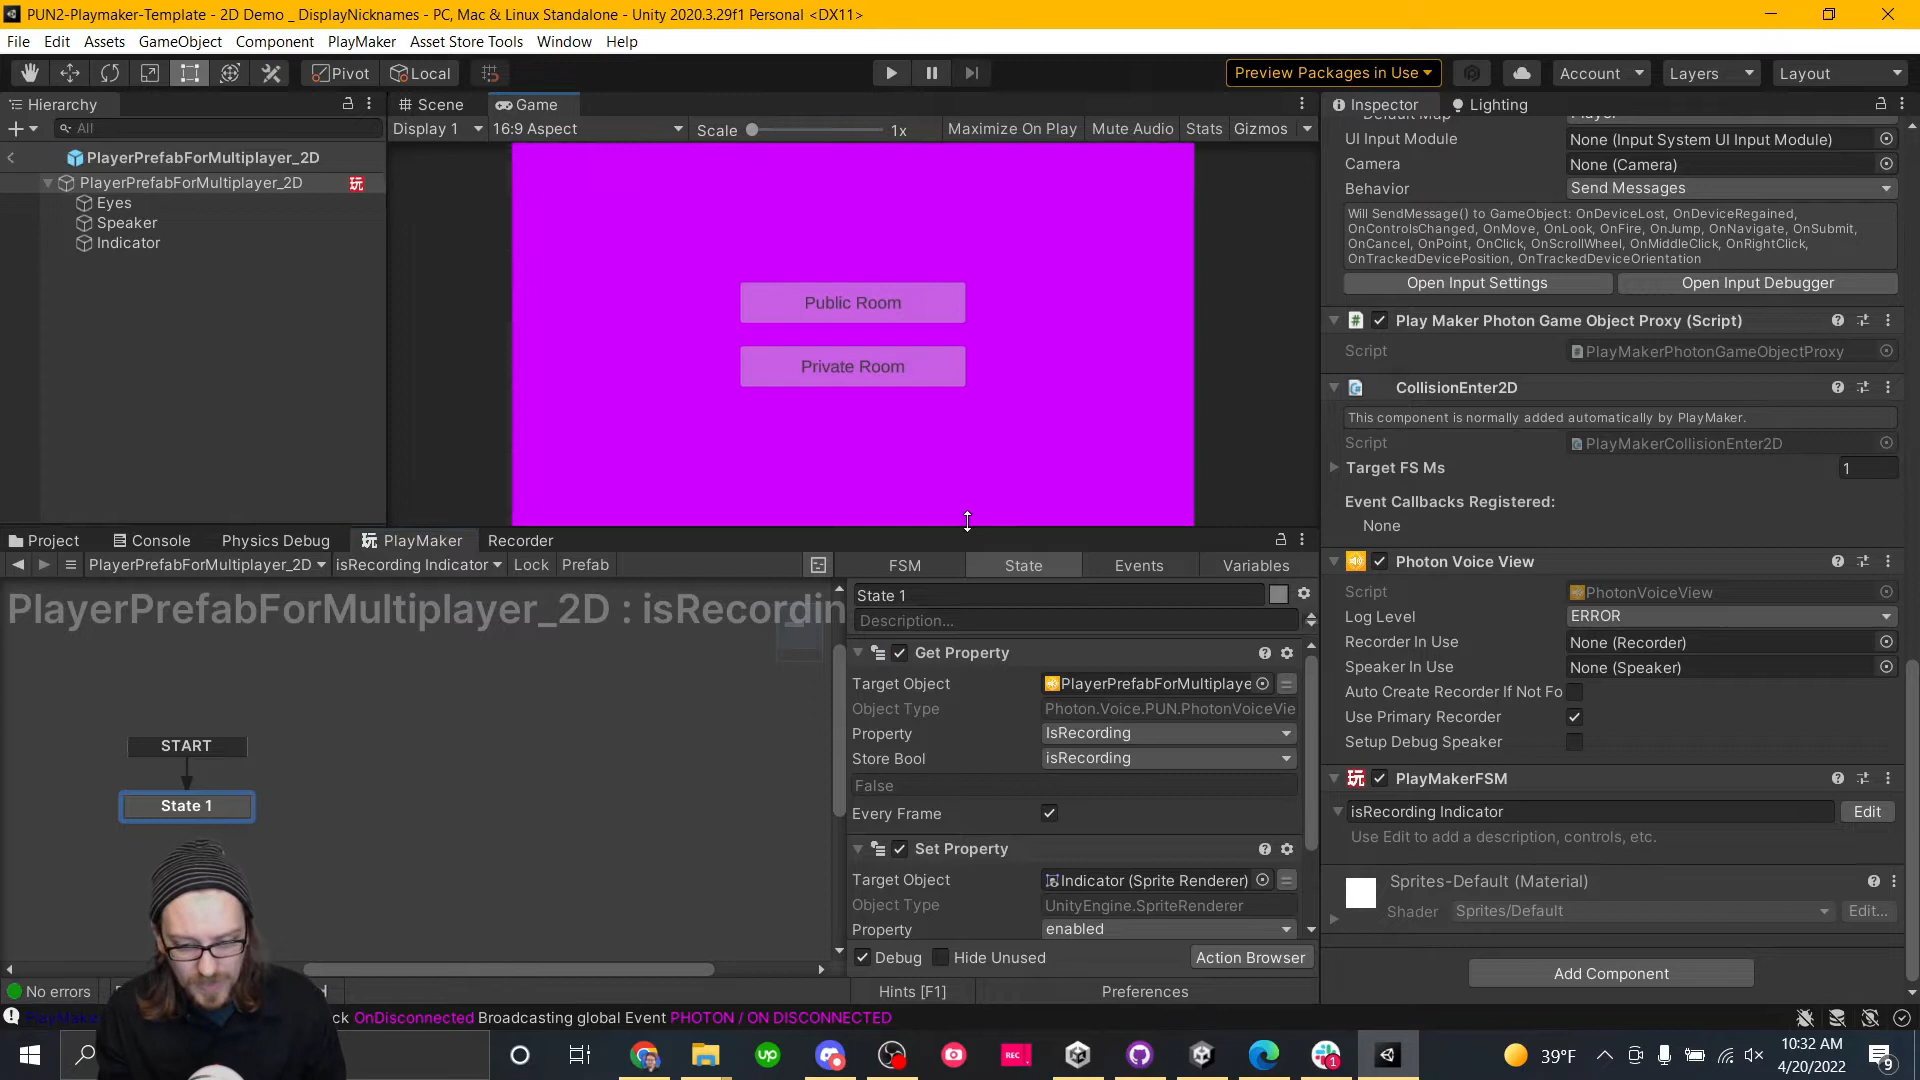 PUN2-Playmaker-Template - 2D Demo _ DisplayNicknames - PC, Mac & Linux Standalone - Unity 2020.3.29f1 Personal <DX11>
File Edit Assets GameObject Component PlayMaker Asset Store Tools Window Help
Pivot Local Preview Packages in Use Account Layers Layout
Hierarchy
All
PlayerPrefabForMultiplayer_2D
PlayerPrefabForMultiplayer_2D
Eyes
Speaker
Indicator
Scene Game
Display 1 16:9 Aspect Scale 1x Maximize On Play Mute Audio Stats Gizmos
Public Room
Private Room
Project Console Physics Debug PlayMaker Recorder
PlayerPrefabForMultiplayer_2D isRecording Indicator Lock Prefab
PlayerPrefabForMultiplayer_2D : isRecordin
START
State 1
FSM State Events Variables
State 1
Description...
Get Property
Target Object PlayerPrefabForMultiplaye
Object Type Photon.Voice.PUN.PhotonVoiceVie
Property IsRecording
Store Bool isRecording
False
Every Frame
Set Property
Target Object Indicator (Sprite Renderer)
Object Type UnityEngine.SpriteRenderer
Property enabled
Debug Hide Unused Action Browser
No errors
Hints [F1] Preferences
ck OnDisconnected Broadcasting global Event PHOTON / ON DISCONNECTED
Inspector Lighting
UI Input Module None (Input System UI Input Module)
Camera None (Camera)
Behavior Send Messages
Will SendMessage() to GameObject: OnDeviceLost, OnDeviceRegained,
OnControlsChanged, OnMove, OnLook, OnFire, OnJump, OnNavigate, OnSubmit,
OnCancel, OnPoint, OnClick, OnScrollWheel, OnMiddleClick, OnRightClick,
OnTrackedDevicePosition, OnTrackedDeviceOrientation
Open Input Settings Open Input Debugger
Play Maker Photon Game Object Proxy (Script)
Script PlayMakerPhotonGameObjectProxy
CollisionEnter2D
This component is normally added automatically by PlayMaker.
Script PlayMakerCollisionEnter2D
Target FS Ms 1
Event Callbacks Registered:
None
Photon Voice View
Script PhotonVoiceView
Log Level ERROR
Recorder In Use None (Recorder)
Speaker In Use None (Speaker)
Auto Create Recorder If Not Fo
Use Primary Recorder
Setup Debug Speaker
PlayMakerFSM
isRecording Indicator Edit
Use Edit to add a description, controls, etc.
Sprites-Default (Material)
Shader Sprites/Default Edit...
Add Component
up REC 1 39°F 10:32 AM
4/20/2022 9